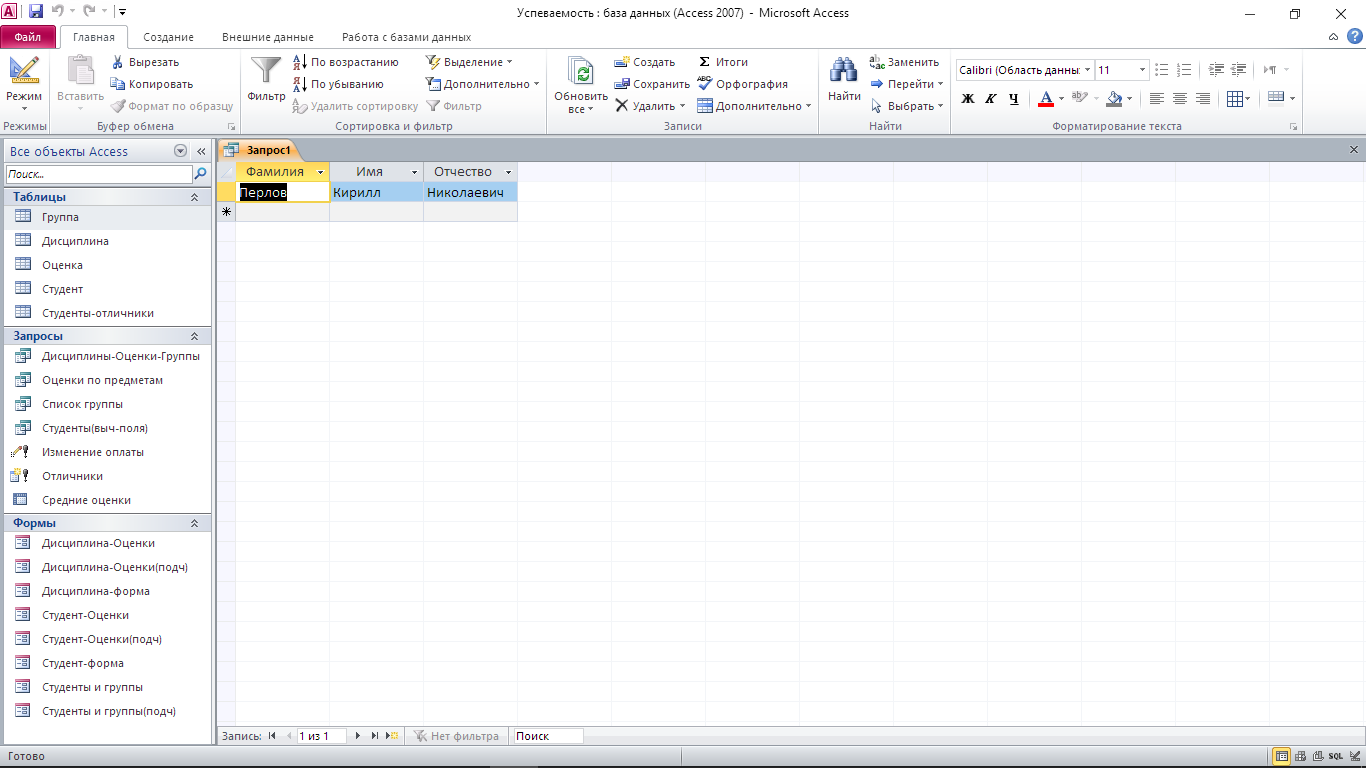 Успеваемость : база данных (Access 2007) - Microsoft Access
Файл Главная Создание Внешние данные Работа с базами данных
Режим
Режимы
Вставить
Вырезать
Копировать
Формат по образцу
Буфер обмена
Фильтр
По возрастанию
По убыванию
Удалить сортировку
Выделение
Дополнительно
Фильтр
Сортировка и фильтр
Обновить все
Создать
Сохранить
Удалить
Итоги
Орфография
Дополнительно
Записи
Найти
Заменить
Перейти
Выбрать
Найти
Calibri (Область данны: 11
Ж К Ч
Форматирование текста
Все объекты Access
Поиск...
Таблицы
Группа
Дисциплина
Оценка
Студент
Студенты-отличники
Запросы
Дисциплины-Оценки-Группы
Оценки по предметам
Список группы
Студенты(выч-поля)
Изменение оплаты
Отличники
Средние оценки
Формы
Дисциплина-Оценки
Дисциплина-Оценки(подч)
Дисциплина-форма
Студент-Оценки
Студент-Оценки(подч)
Студент-форма
Студенты и группы
Студенты и группы(подч)
Запрос1
Фамилия Имя Отчество
Перлов Кирилл Николаевич
Запись: 1 из 1 Нет фильтра Поиск
Готово
SQL